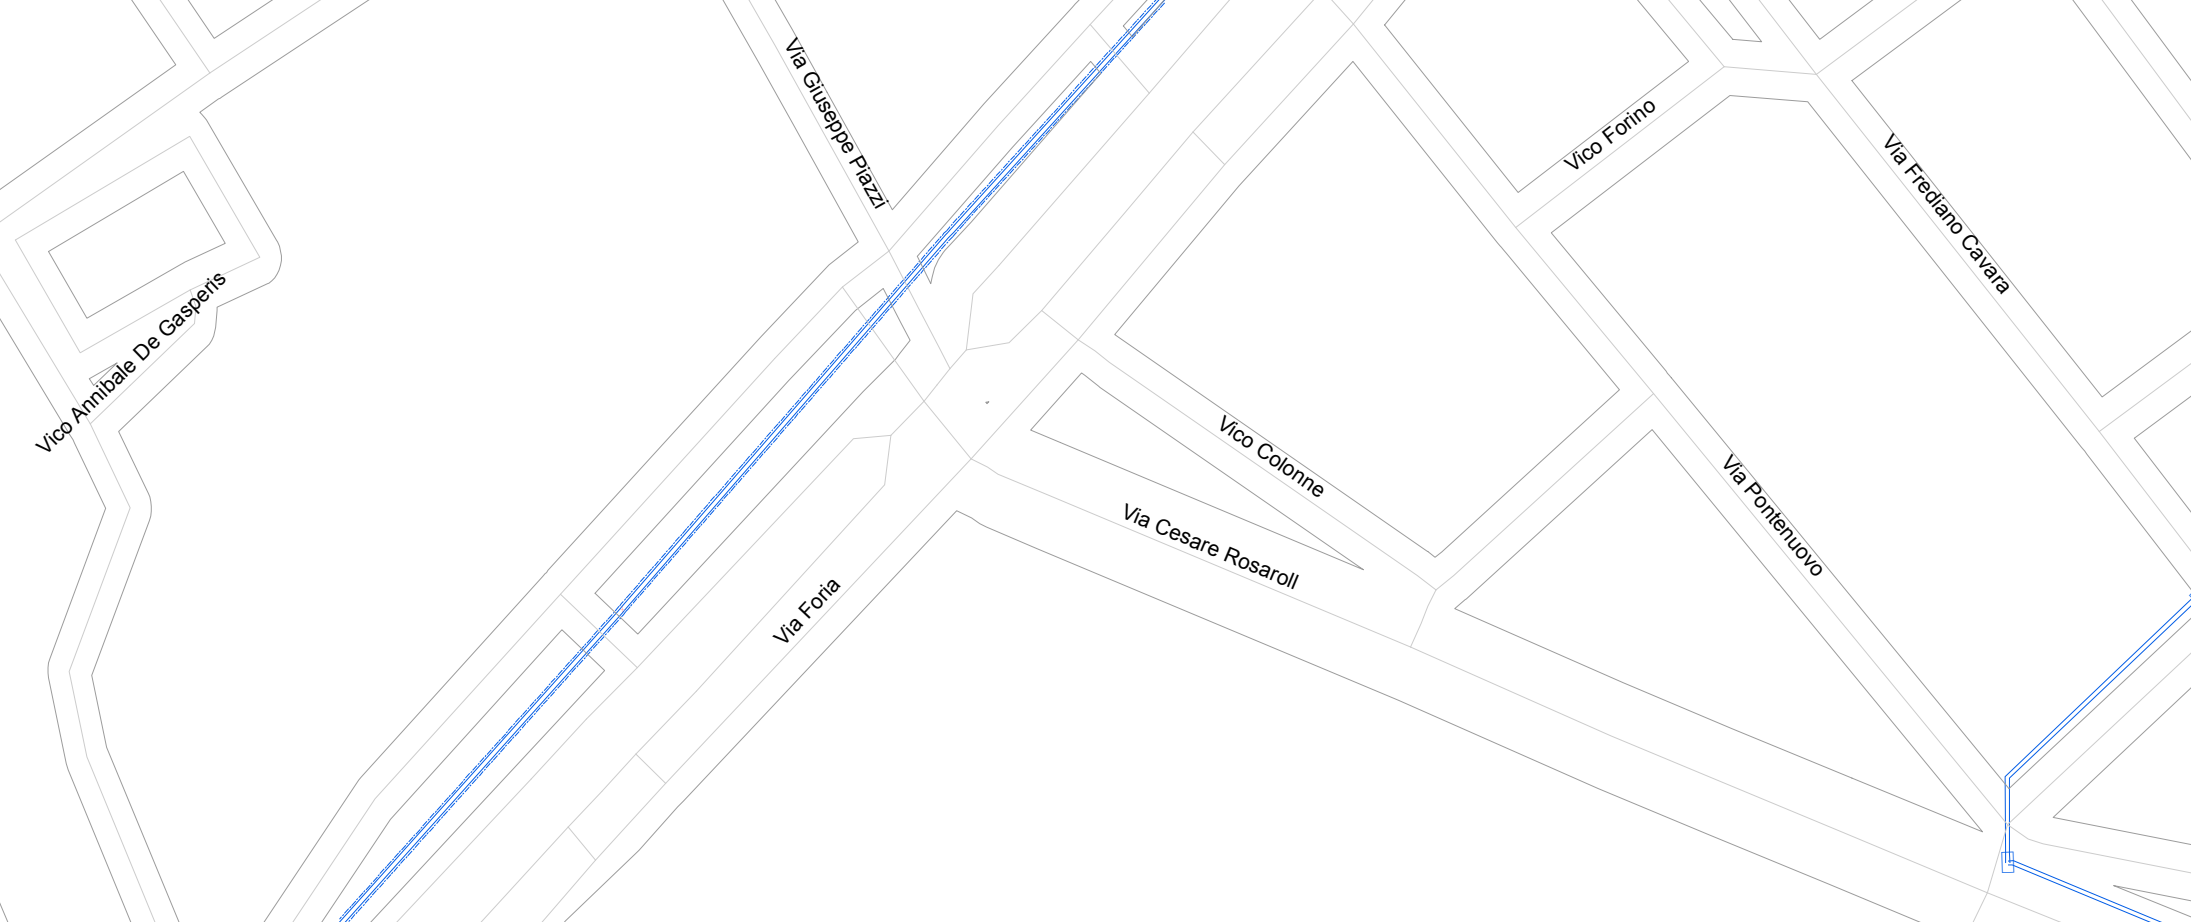 Via Giuseppe Piazzi
Vico Forino
Via Frediano Cavara
Vico Annibale De Gasperis
Vico Colonne
Via Cesare Rosaroll
Via Pontenuovo
Via Foria